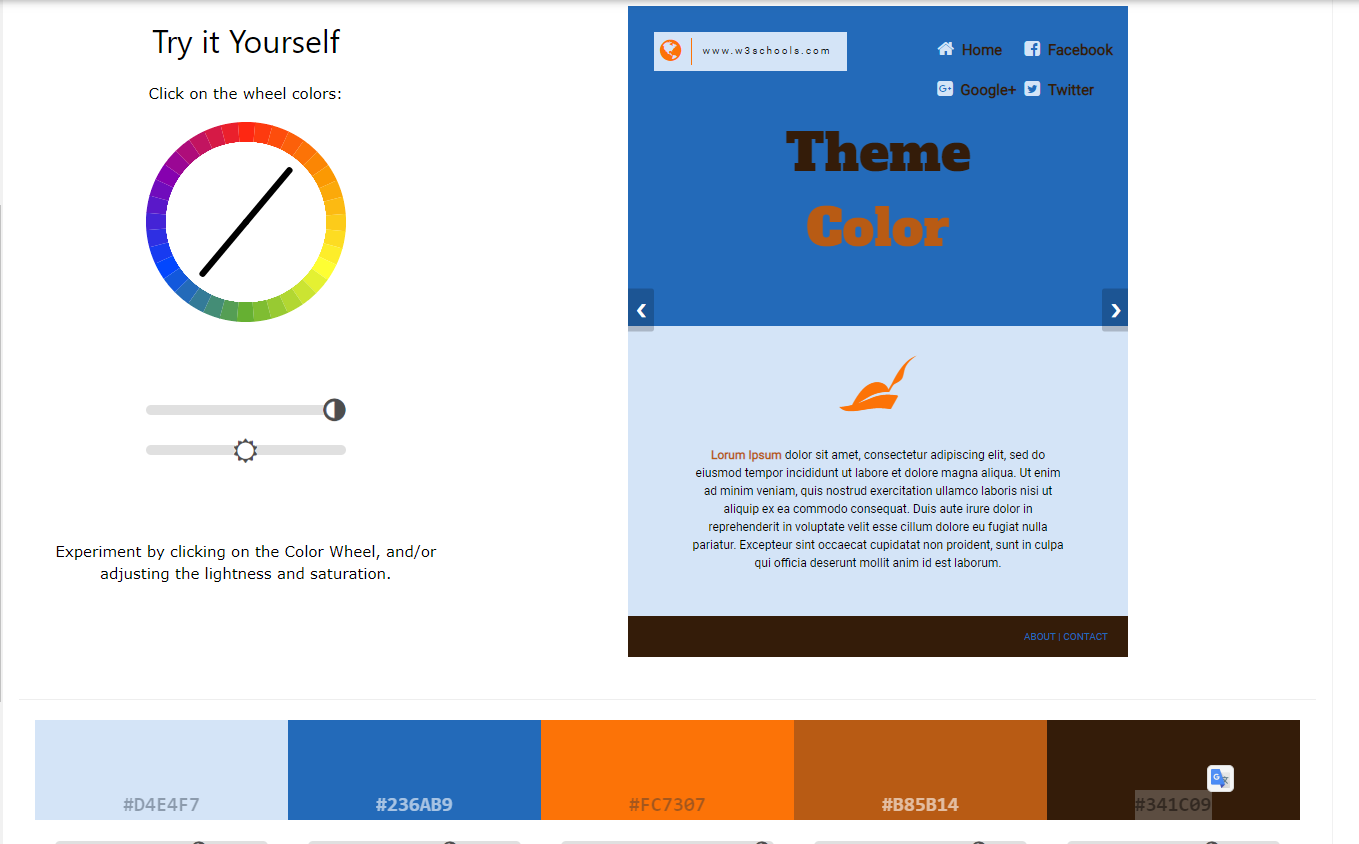 Try it Yourself
Click on the wheel colors:
Experiment by clicking on the Color Wheel, and/or
adjusting the lightness and saturation.
www.w3schools.com
Home
Facebook
Google+
Twitter
Theme
Color
❮
❯
Lorum Ipsum dolor sit amet, consectetur adipiscing elit, sed do
eiusmod tempor incididunt ut labore et dolore magna aliqua. Ut enim
ad minim veniam, quis nostrud exercitation ullamco laboris nisi ut
aliquip ex ea commodo consequat. Duis aute irure dolor in
reprehenderit in voluptate velit esse cillum dolore eu fugiat nulla
pariatur. Excepteur sint occaecat cupidatat non proident, sunt in culpa
qui officia deserunt mollit anim id est laborum.
ABOUT | CONTACT
#D4E4F7
#236AB9
#FC7307
#B85B14
#341C09